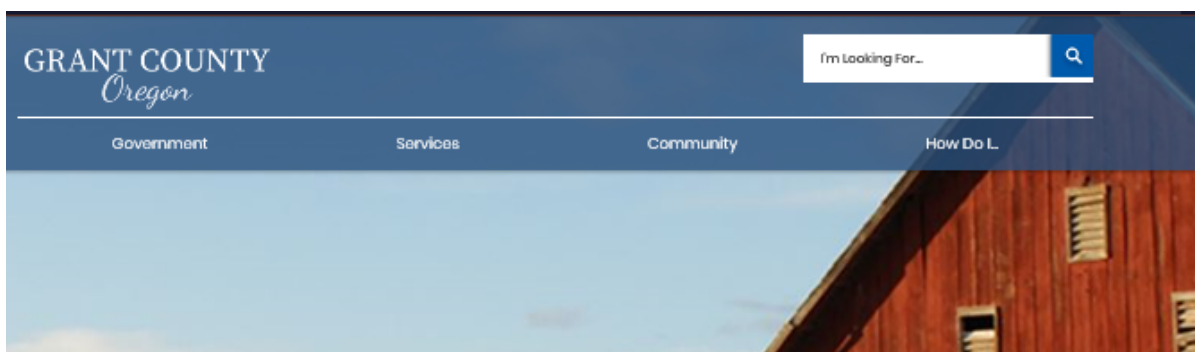 GRANT COUNTY
Oregon
I'm Looking For...
Government
Services
Community
How Do I...